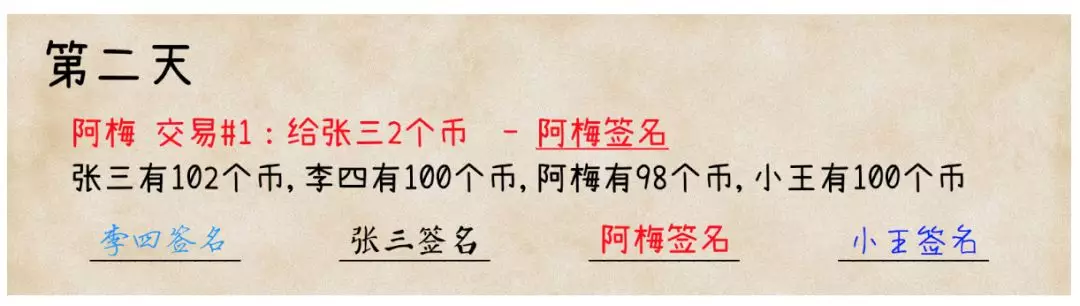 第二天
阿梅 交易#1：给张三2个币 - 阿梅签名
张三有102个币,李四有100个币,阿梅有98个币,小王有100个币
李四签名 张三签名 阿梅签名 小王签名